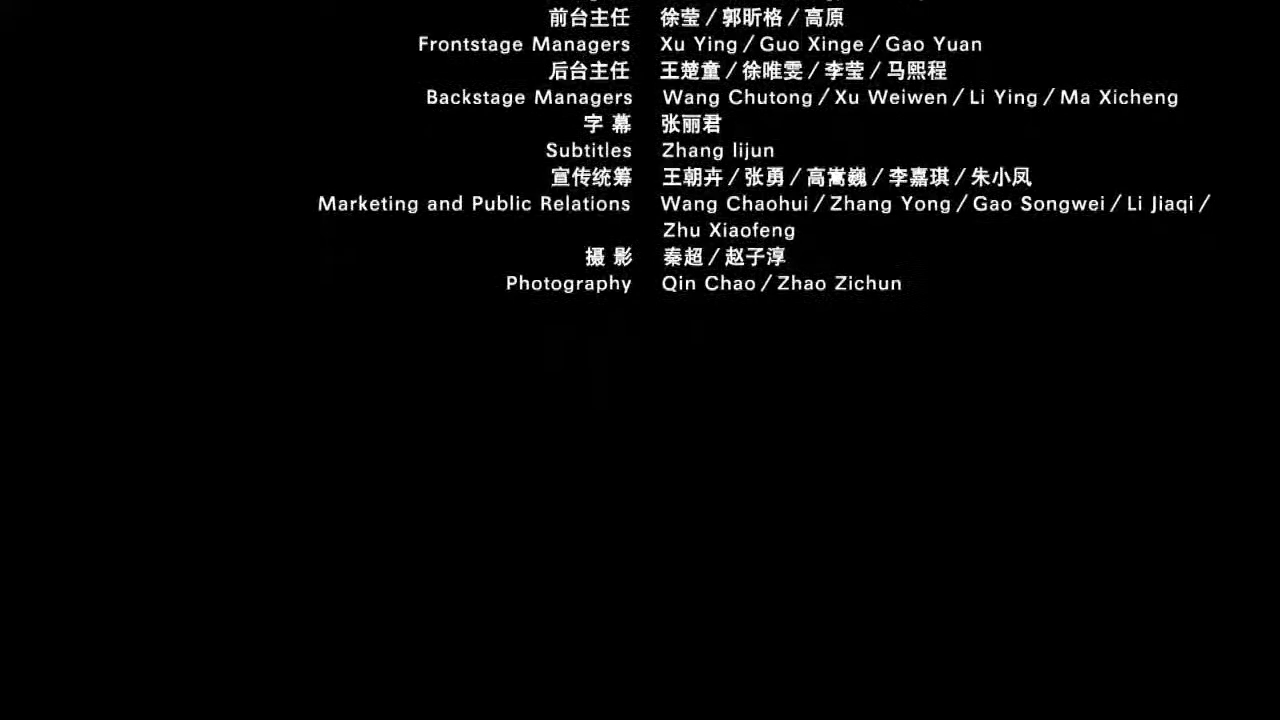 前台主任 徐莹/郭昕格/高原
Frontstage Managers Xu Ying/Guo Xinge/Gao Yuan
后台主任 王楚童/徐唯雯/李莹/马熙程
Backstage Managers Wang Chutong/Xu Weiwen/Li Ying/Ma Xicheng
字 幕 张丽君
Subtitles Zhang lijun
宣传统筹 王朝卉/张勇/高嵩巍/李嘉琪/朱小凤
Marketing and Public Relations Wang Chaohui/Zhang Yong/Gao Songwei/Li Jiaqi/
Zhu Xiaofeng
摄 影 秦超/赵子淳
Photography Qin Chao/Zhao Zichun